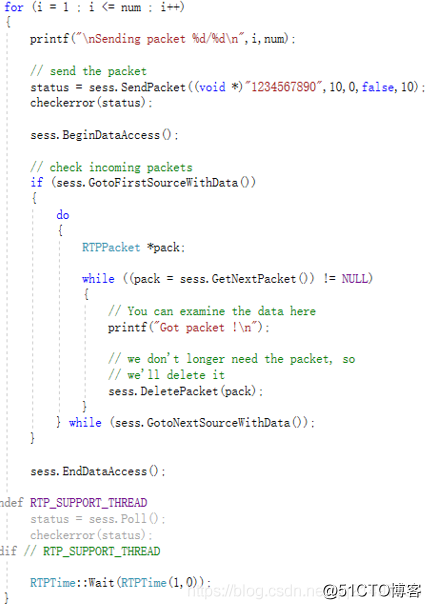 for (i = 1 ; i <= num ; i++)
{
printf("\nSending packet %d/%d\n",i,num);
// send the packet
status = sess.SendPacket((void *)"1234567890",10,0,false,10);
checkerror(status);
sess.BeginDataAccess();
// check incoming packets
if (sess.GotoFirstSourceWithData())
{
do
{
RTPPacket *pack;
while ((pack = sess.GetNextPacket()) != NULL)
{
// You can examine the data here
printf("Got packet !\n");
// we don't longer need the packet, so
// we'll delete it
sess.DeletePacket(pack);
}
} while (sess.GotoNextSourceWithData());
}
sess.EndDataAccess();
ndef RTP_SUPPORT_THREAD
status = sess.Poll();
checkerror(status);
dif // RTP_SUPPORT_THREAD
RTPTime::Wait(RTPTime(1,0));
}
@51CTO博客